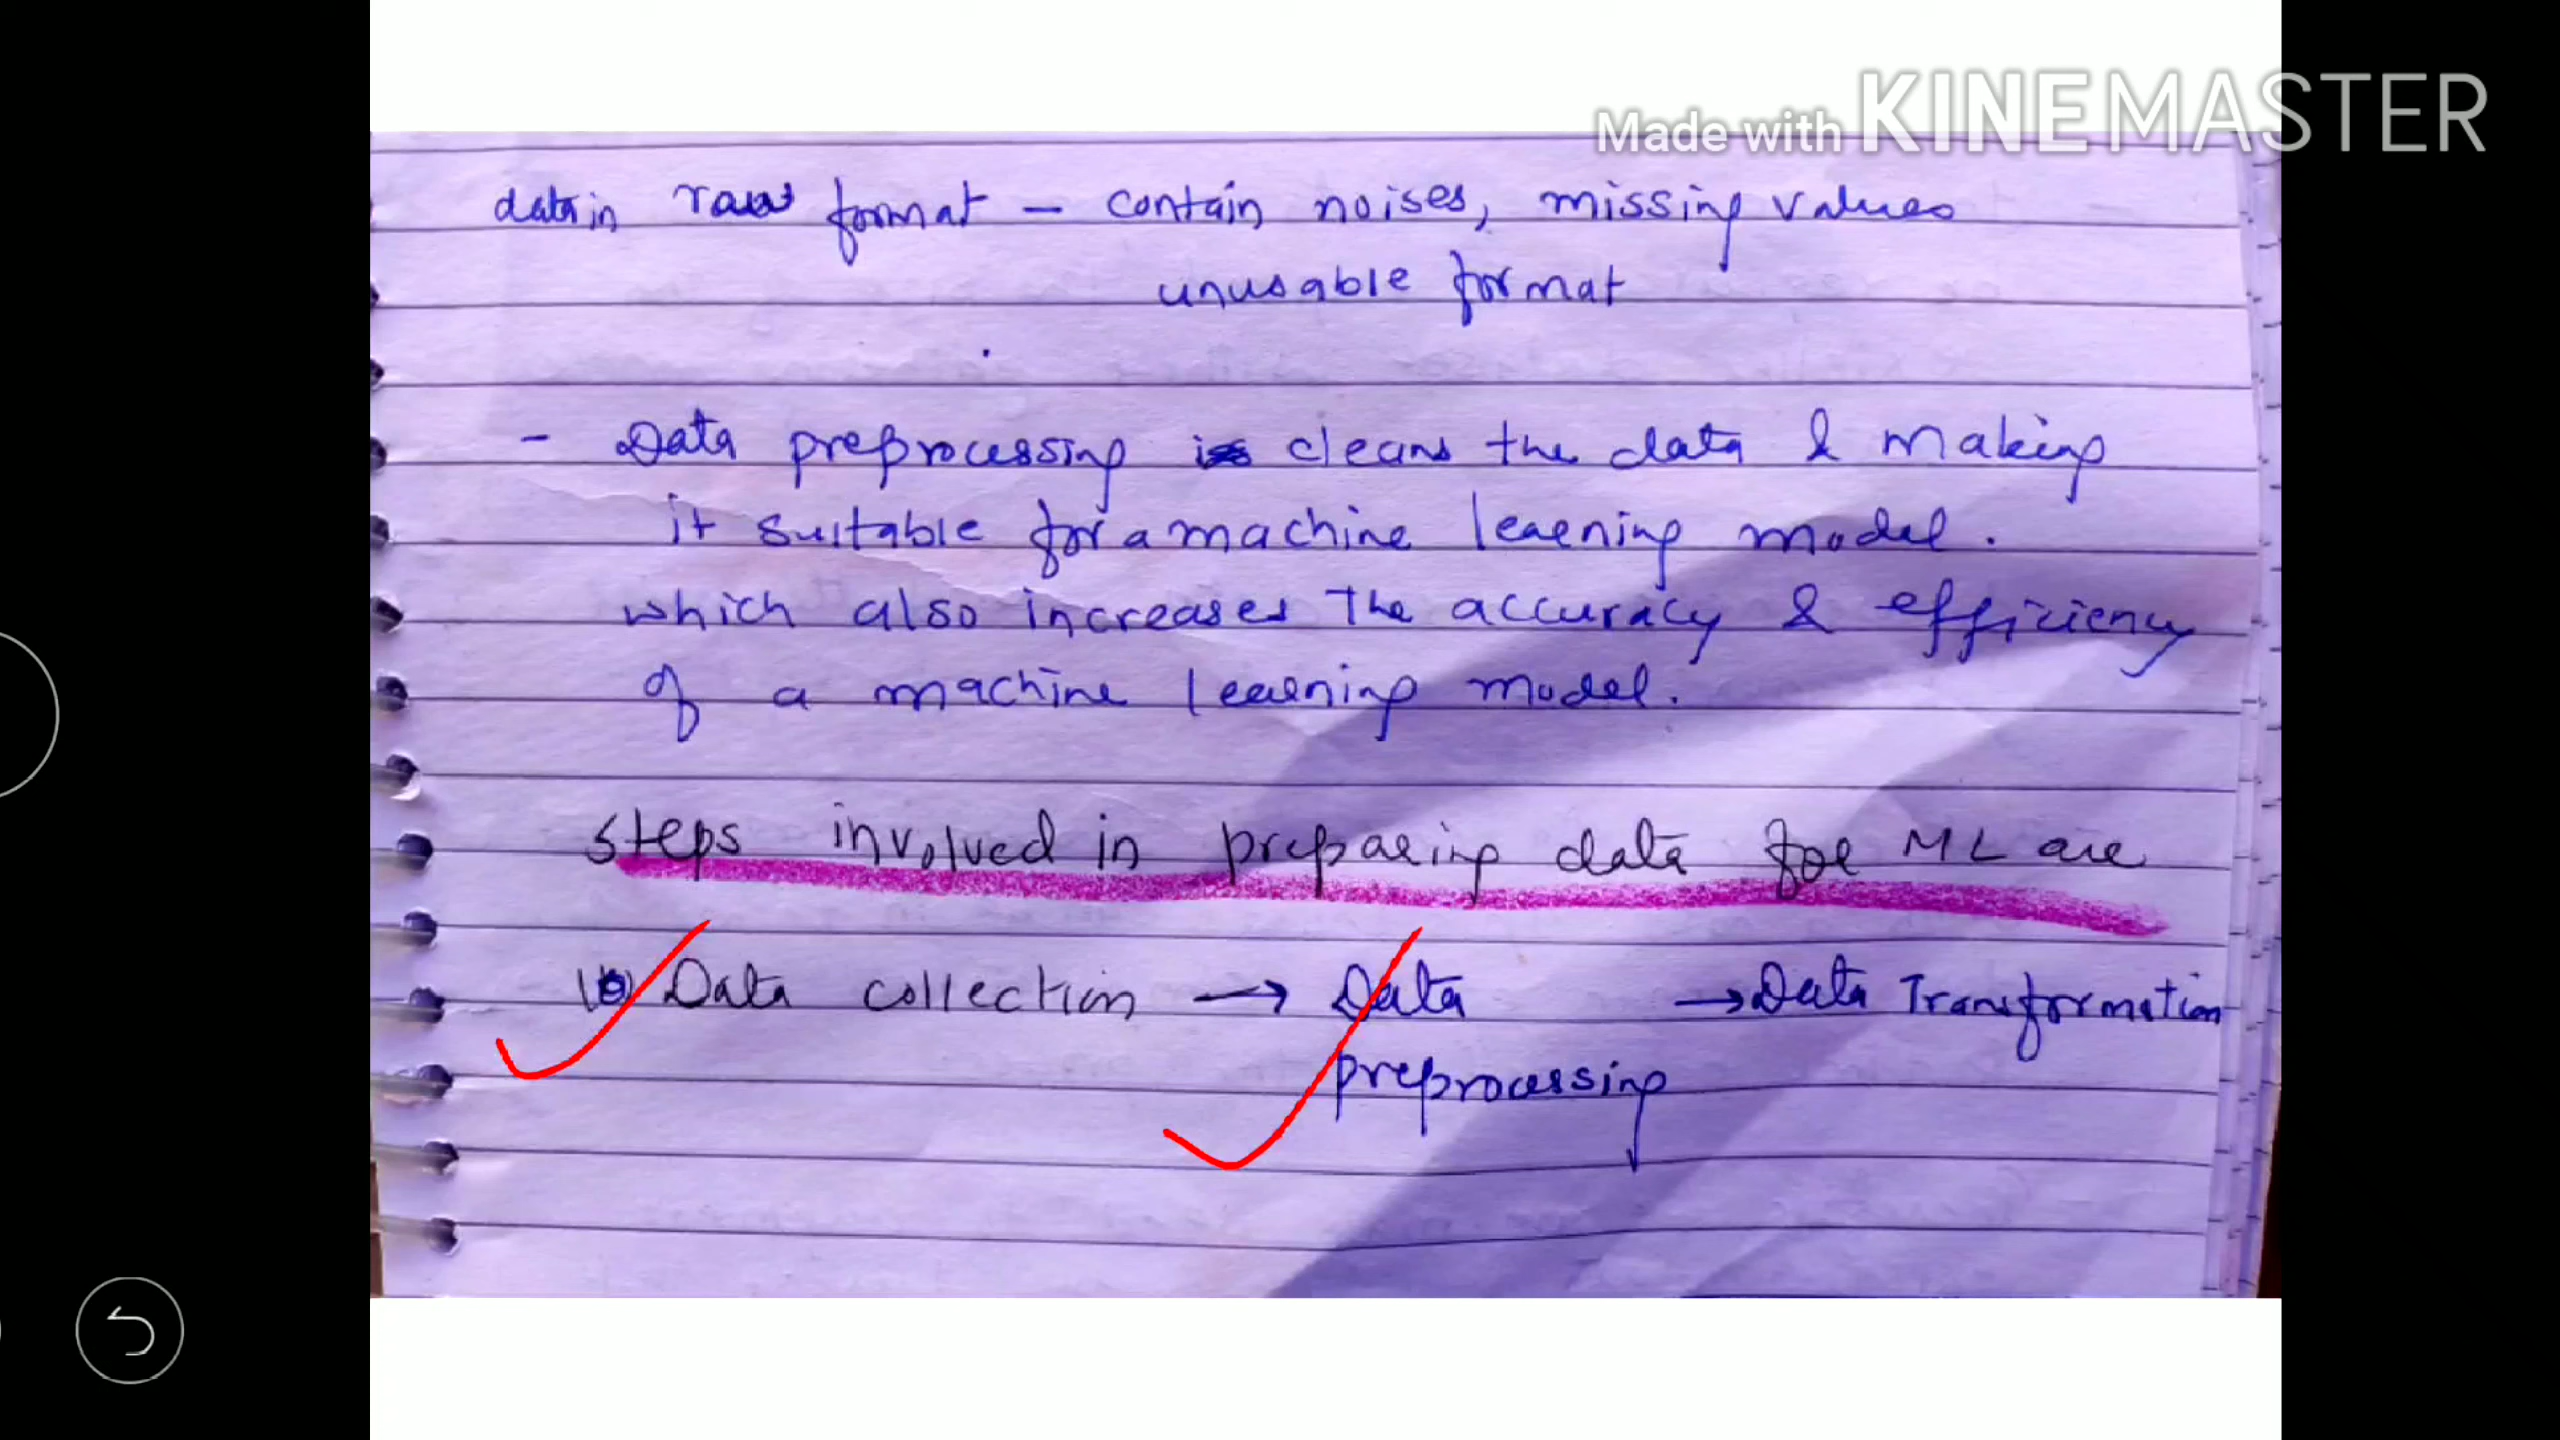 Made with KINEMASTER
data in raw format - contain noises, missing values
unusable format
- Data preprocessing cleans the data & making
it suitable for a machine learning model.
which also increases the accuracy & efficiency
of a machine learning model.
steps involved in preparing data for ML are
Data collection → Data → Data Transformation
preprocessing